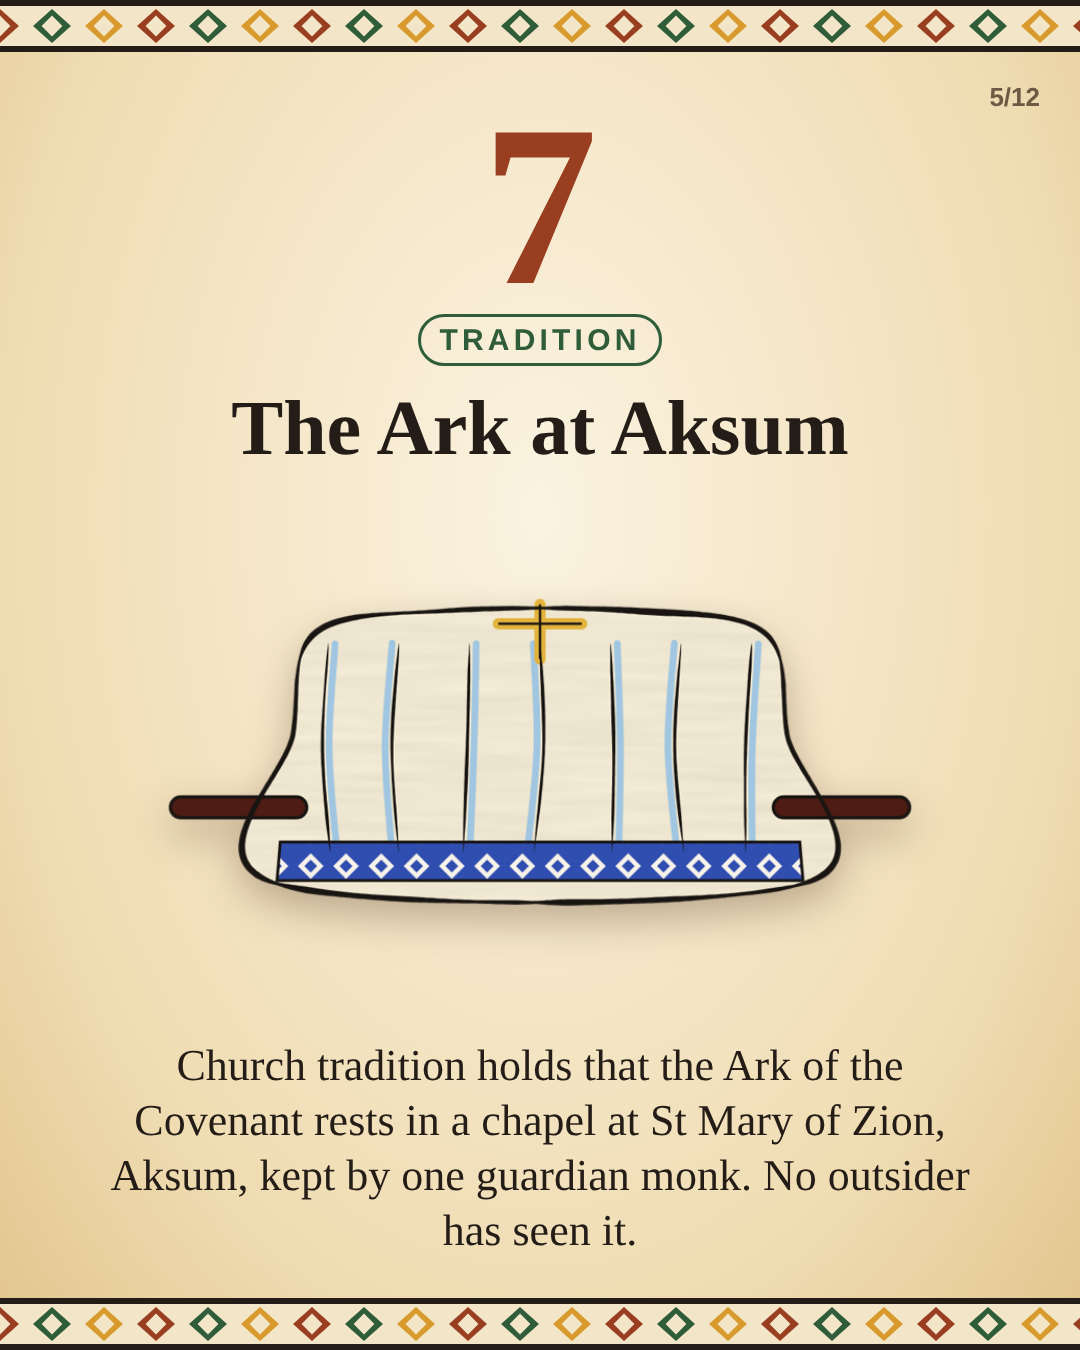 5/12
7
TRADITION
The Ark at Aksum
Church tradition holds that the Ark of the
Covenant rests in a chapel at St Mary of Zion,
Aksum, kept by one guardian monk. No outsider
has seen it.